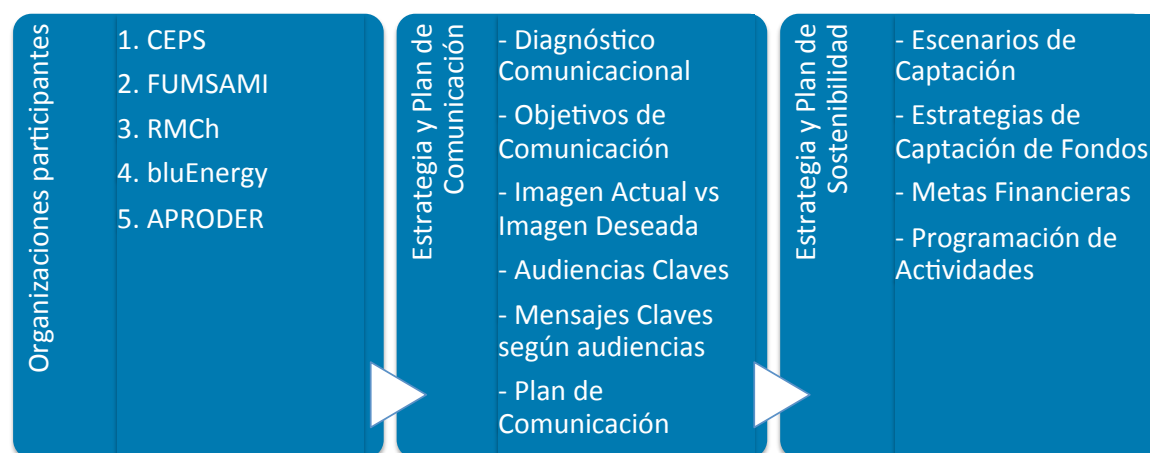 Organizaciones participantes
1. CEPS
2. FUMSAMI
3. RMCh
4. bluEnergy
5. APRODER
Estrategia y Plan de
Comunicación
- Diagnóstico
Comunicacional
- Objetivos de
Comunicación
- Imagen Actual vs
Imagen Deseada
- Audiencias Claves
- Mensajes Claves
según audiencias
- Plan de
Comunicación
Estrategia y Plan de
Sostenibilidad
- Escenarios de
Captación
- Estrategias de
Captación de Fondos
- Metas Financieras
- Programación de
Actividades